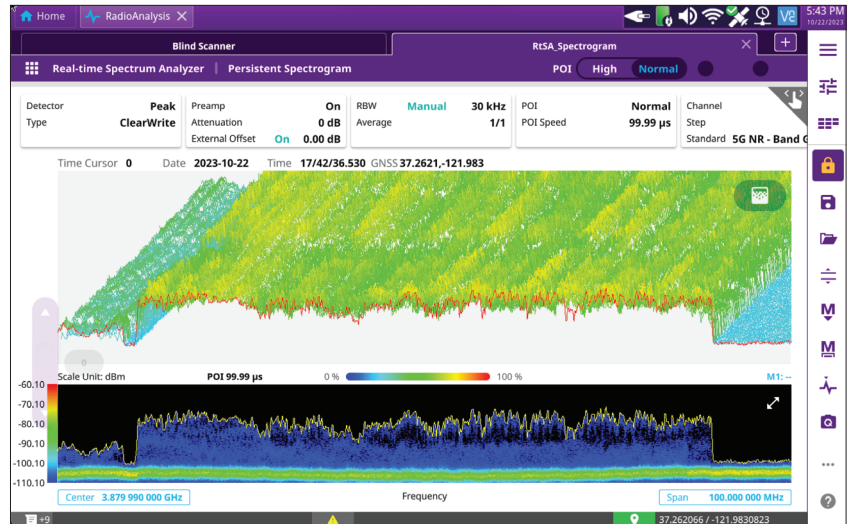 Home RadioAnalysis 5:43 PM
10/22/2023
Blind Scanner RtSA_Spectrogram
Real-time Spectrum Analyzer | Persistent Spectrogram POI High Normal
Detector Peak Preamp On RBW Manual 30 kHz POI Normal Channel
Type ClearWrite Attenuation 0 dB Average 1/1 POI Speed 99.99 µs Step
External Offset On 0.00 dB Standard 5G NR - Band G
Time Cursor 0 Date 2023-10-22 Time 17/42/36.530 GNSS 37.2621,-121.983
0
Scale Unit: dBm POI 99.99 µs 0 % 100 % M1: --
-60.10
-70.10
-80.10
-90.10
-100.10
-110.10
Center 3.879 990 000 GHz Frequency Span 100.000 000 MHz
+9 37.262066 / -121.9830823
M
M